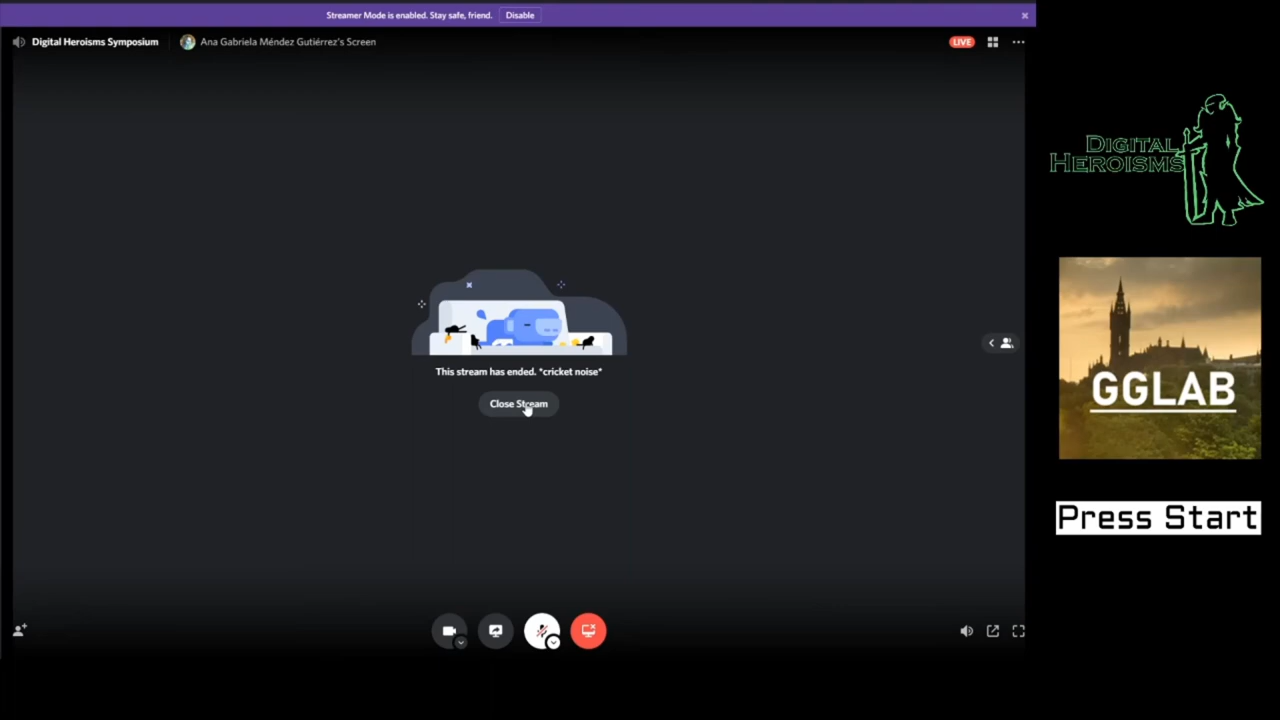 Streamer Mode is enabled. Stay safe, friend. Disable
Digital Heroisms Symposium
Ana Gabriela Méndez Gutiérrez's Screen
LIVE
DIGITAL
HEROISMS
This stream has ended. *cricket noise*
Close Stream
GGLAB
Press Start